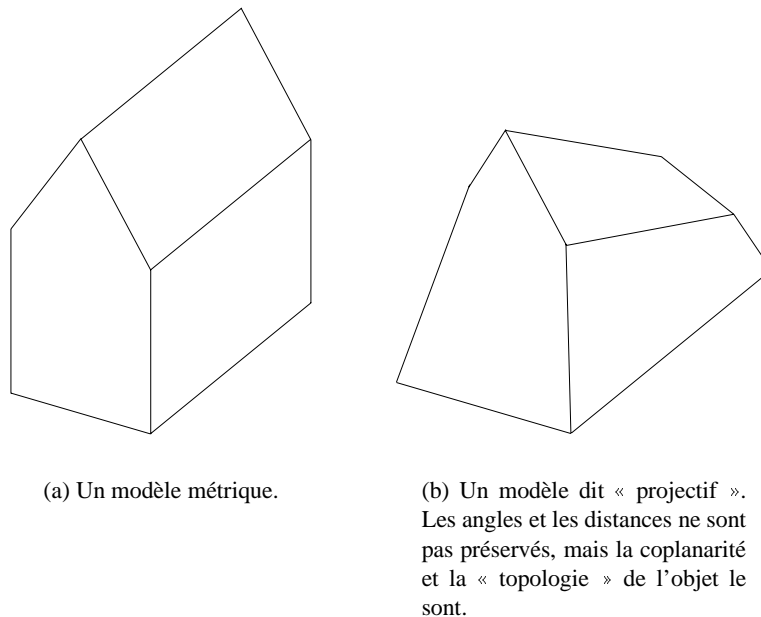 (a) Un modèle métrique.
(b) Un modèle dit « projectif ».
Les angles et les distances ne sont
pas préservés, mais la coplanarité
et la « topologie » de l'objet le
sont.